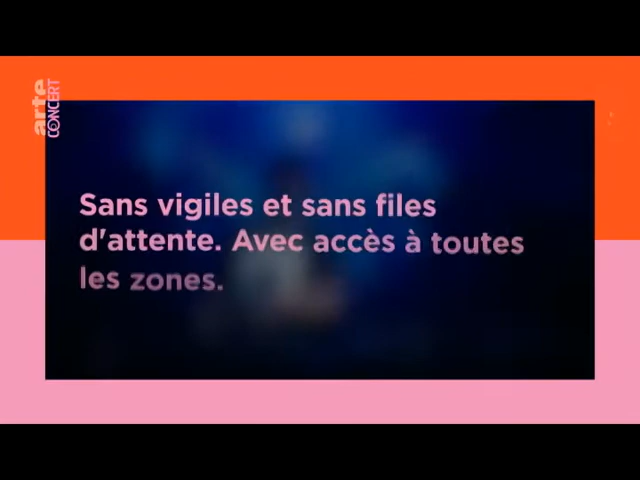 arte
CONCERT
Sans vigiles et sans files
d'attente. Avec accès à toutes
les zones.